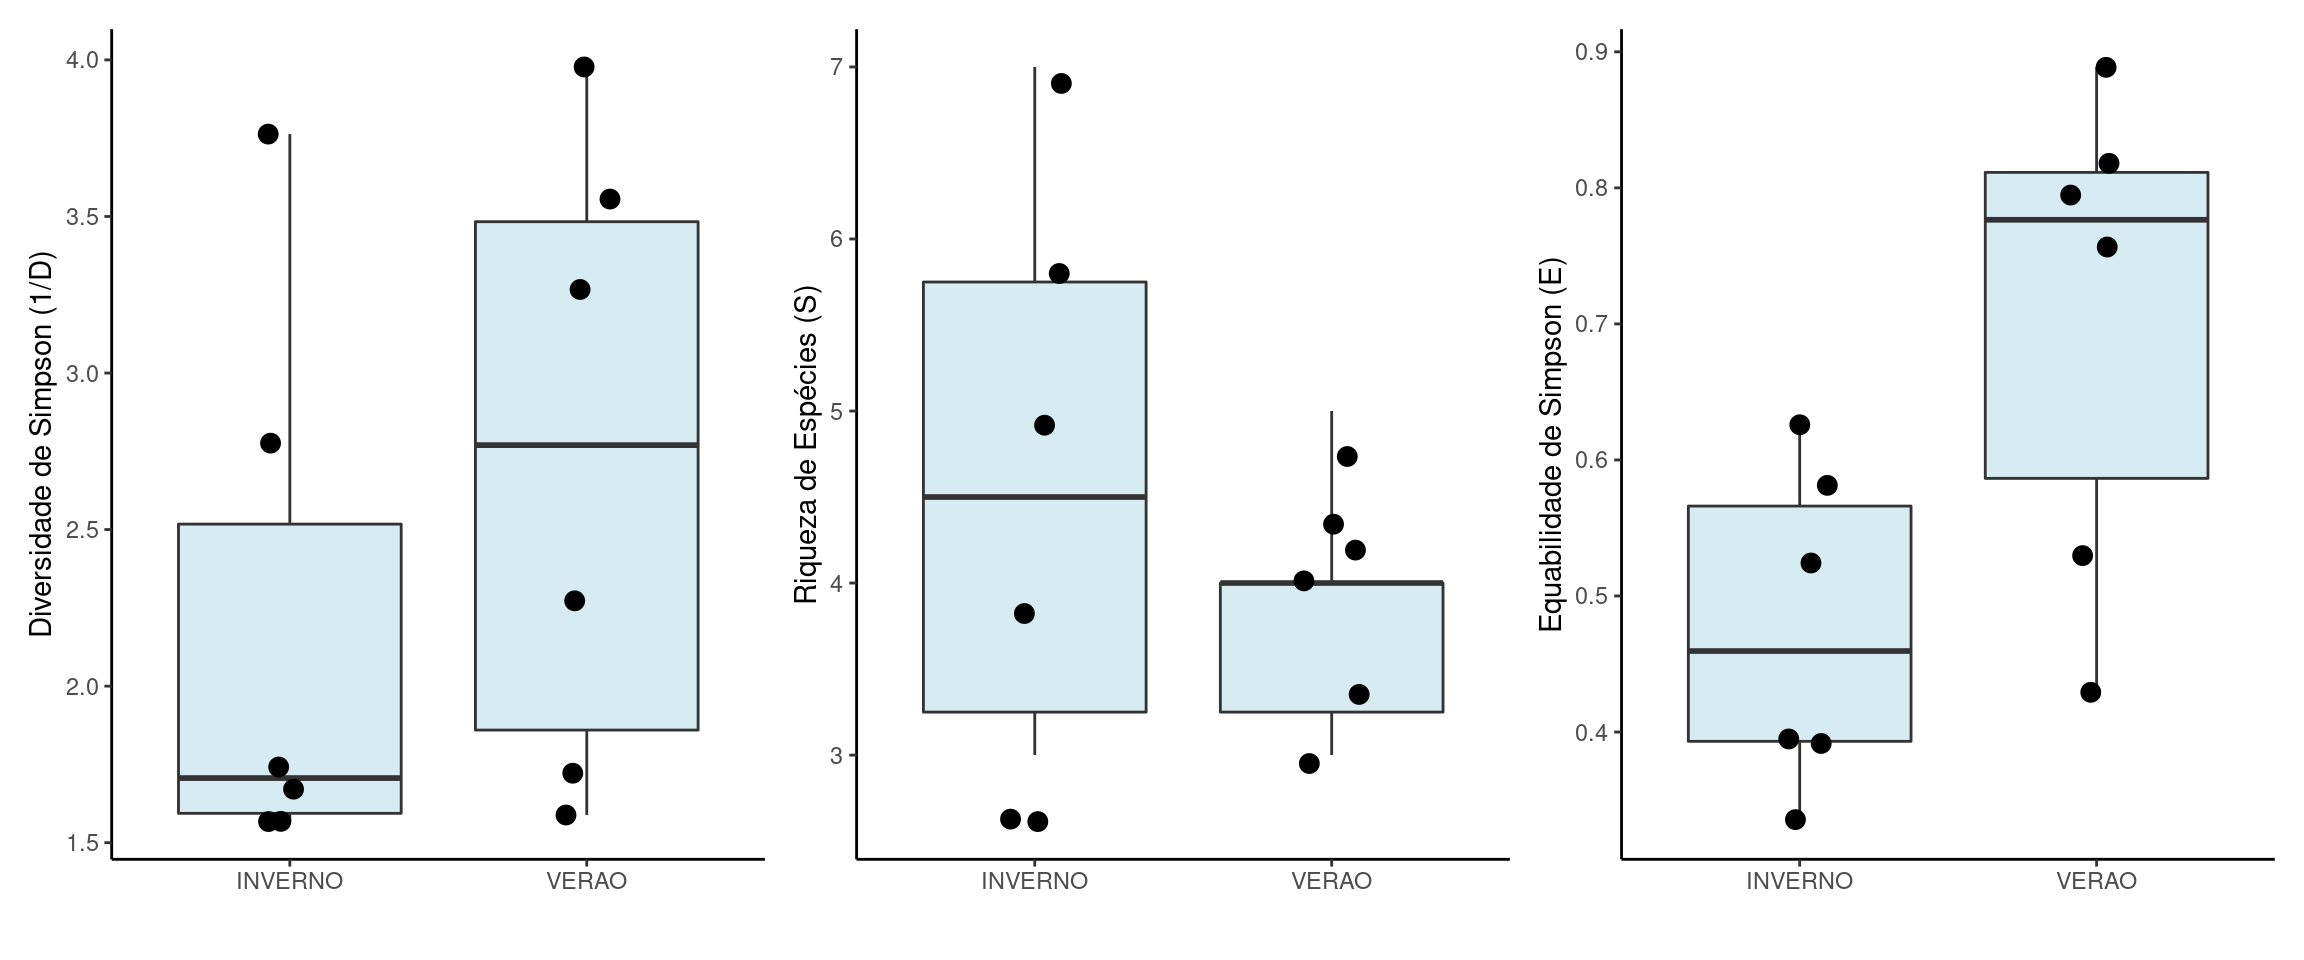 Diversidade de Simpson (1/D)
4.0
3.5
3.0
2.5
2.0
1.5
INVERNO
VERAO
Riqueza de Espécies (S)
7
6
5
4
3
INVERNO
VERAO
Equabilidade de Simpson (E)
0.9
0.8
0.7
0.6
0.5
0.4
INVERNO
VERAO